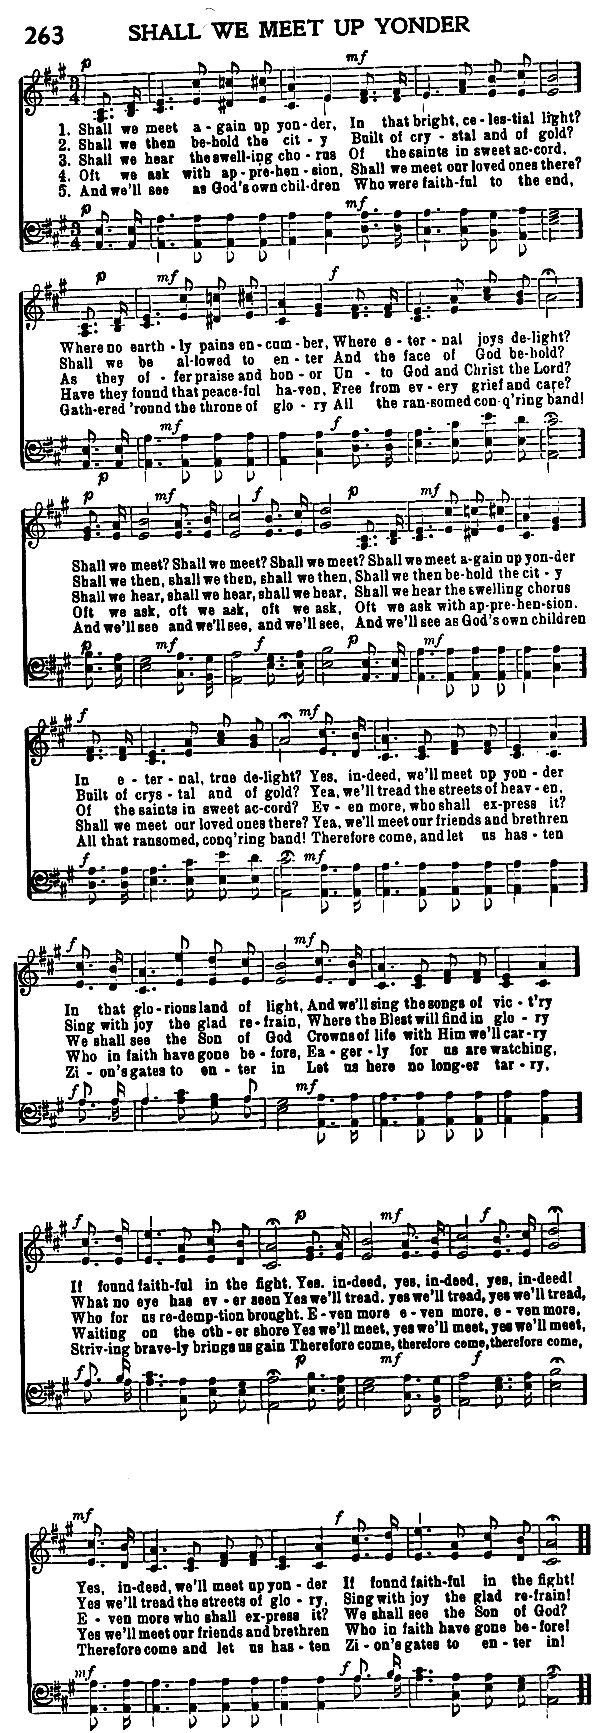 263 SHALL WE MEET UP YONDER
p mf
1. Shall we meet a - gain up yon - der, In that bright, ce - les - tial light?
2. Shall we then be - hold the cit - y Built of cry - stal and of gold?
3. Shall we hear the swell - ing cho - rus Of the saints in sweet ac - cord,
4. Oft we ask with ap - pre - hen - sion, Shall we meet our loved ones there?
5. And we'll see as God's own chil - dren Who were faith - ful to the end,
p mf
p mf f
Where no earth - ly pains en - cum - ber, Where e - ter - nal joys de - light?
Shall we be al - lowed to en - ter And the face of God be - hold?
As they of - fer praise and hon - or Un - to God and Christ the Lord?
Have they found that peace - ful ha - ven, Free from ev - ery grief and care?
Gath - ered 'round the throne of glo - ry All the ran - somed con - q'ring band!
mf f
p
p mf f p mf
Shall we meet? Shall we meet? Shall we meet? Shall we meet a - gain up yon - der
Shall we then, shall we then, shall we then, Shall we then be - hold the cit - y
Shall we hear, shall we hear, shall we hear, Shall we hear the swelling chorus
Oft we ask, oft we ask, oft we ask, Oft we ask with ap - pre - hen - sion.
And we'll see and we'll see, and we'll see, And we'll see as God's own children
p mf f p mf
f mf
In e - ter - nal, true de - light? Yes, in - deed, we'll meet up yon - der
Built of crys - tal and of gold? Yea, we'll tread the streets of heav - en,
Of the saints in sweet ac - cord? Ev - en more, who shall ex - press it?
Shall we meet our loved ones there? Yea, we'll meet our friends and brethren
All that ransomed, conq'ring band! Therefore come, and let us has - ten
f mf
f mf
In that glo - rious land of light, And we'll sing the songs of vic - t'ry
Sing with joy the glad re - frain, Where the Blest will find in glo - ry
We shall see the Son of God Crowns of life with Him we'll car - ry
Who in faith have gone be - fore, Ea - ger - ly for us are watching,
Zi - on's gates to en - ter in Let us here no long - er tar - ry,
f mf
f p mf f
If found faith - ful in the fight. Yes, in - deed, yes, in - deed, yes, in - deed!
What no eye has ev - er seen Yes we'll tread, yes we'll tread, yes we'll tread,
Who for us re - demp - tion brought. E - ven more e - ven more, e - ven more,
Waiting on the oth - er shore Yes we'll meet, yes we'll meet, yes we'll meet,
Striv - ing brave - ly brings us gain Therefore come, therefore come, therefore come,
f p mf f
mf f
Yes, in - deed, we'll meet up yon - der If found faith - ful in the fight!
Yes we'll tread the streets of glo - ry, Sing with joy the glad re - frain!
E - ven more who shall ex - press it? We shall see the Son of God?
Yes we'll meet our friends and brethren Who in faith have gone be - fore!
Therefore come and let us has - ten Zi - on's gates to en - ter in!
mf f